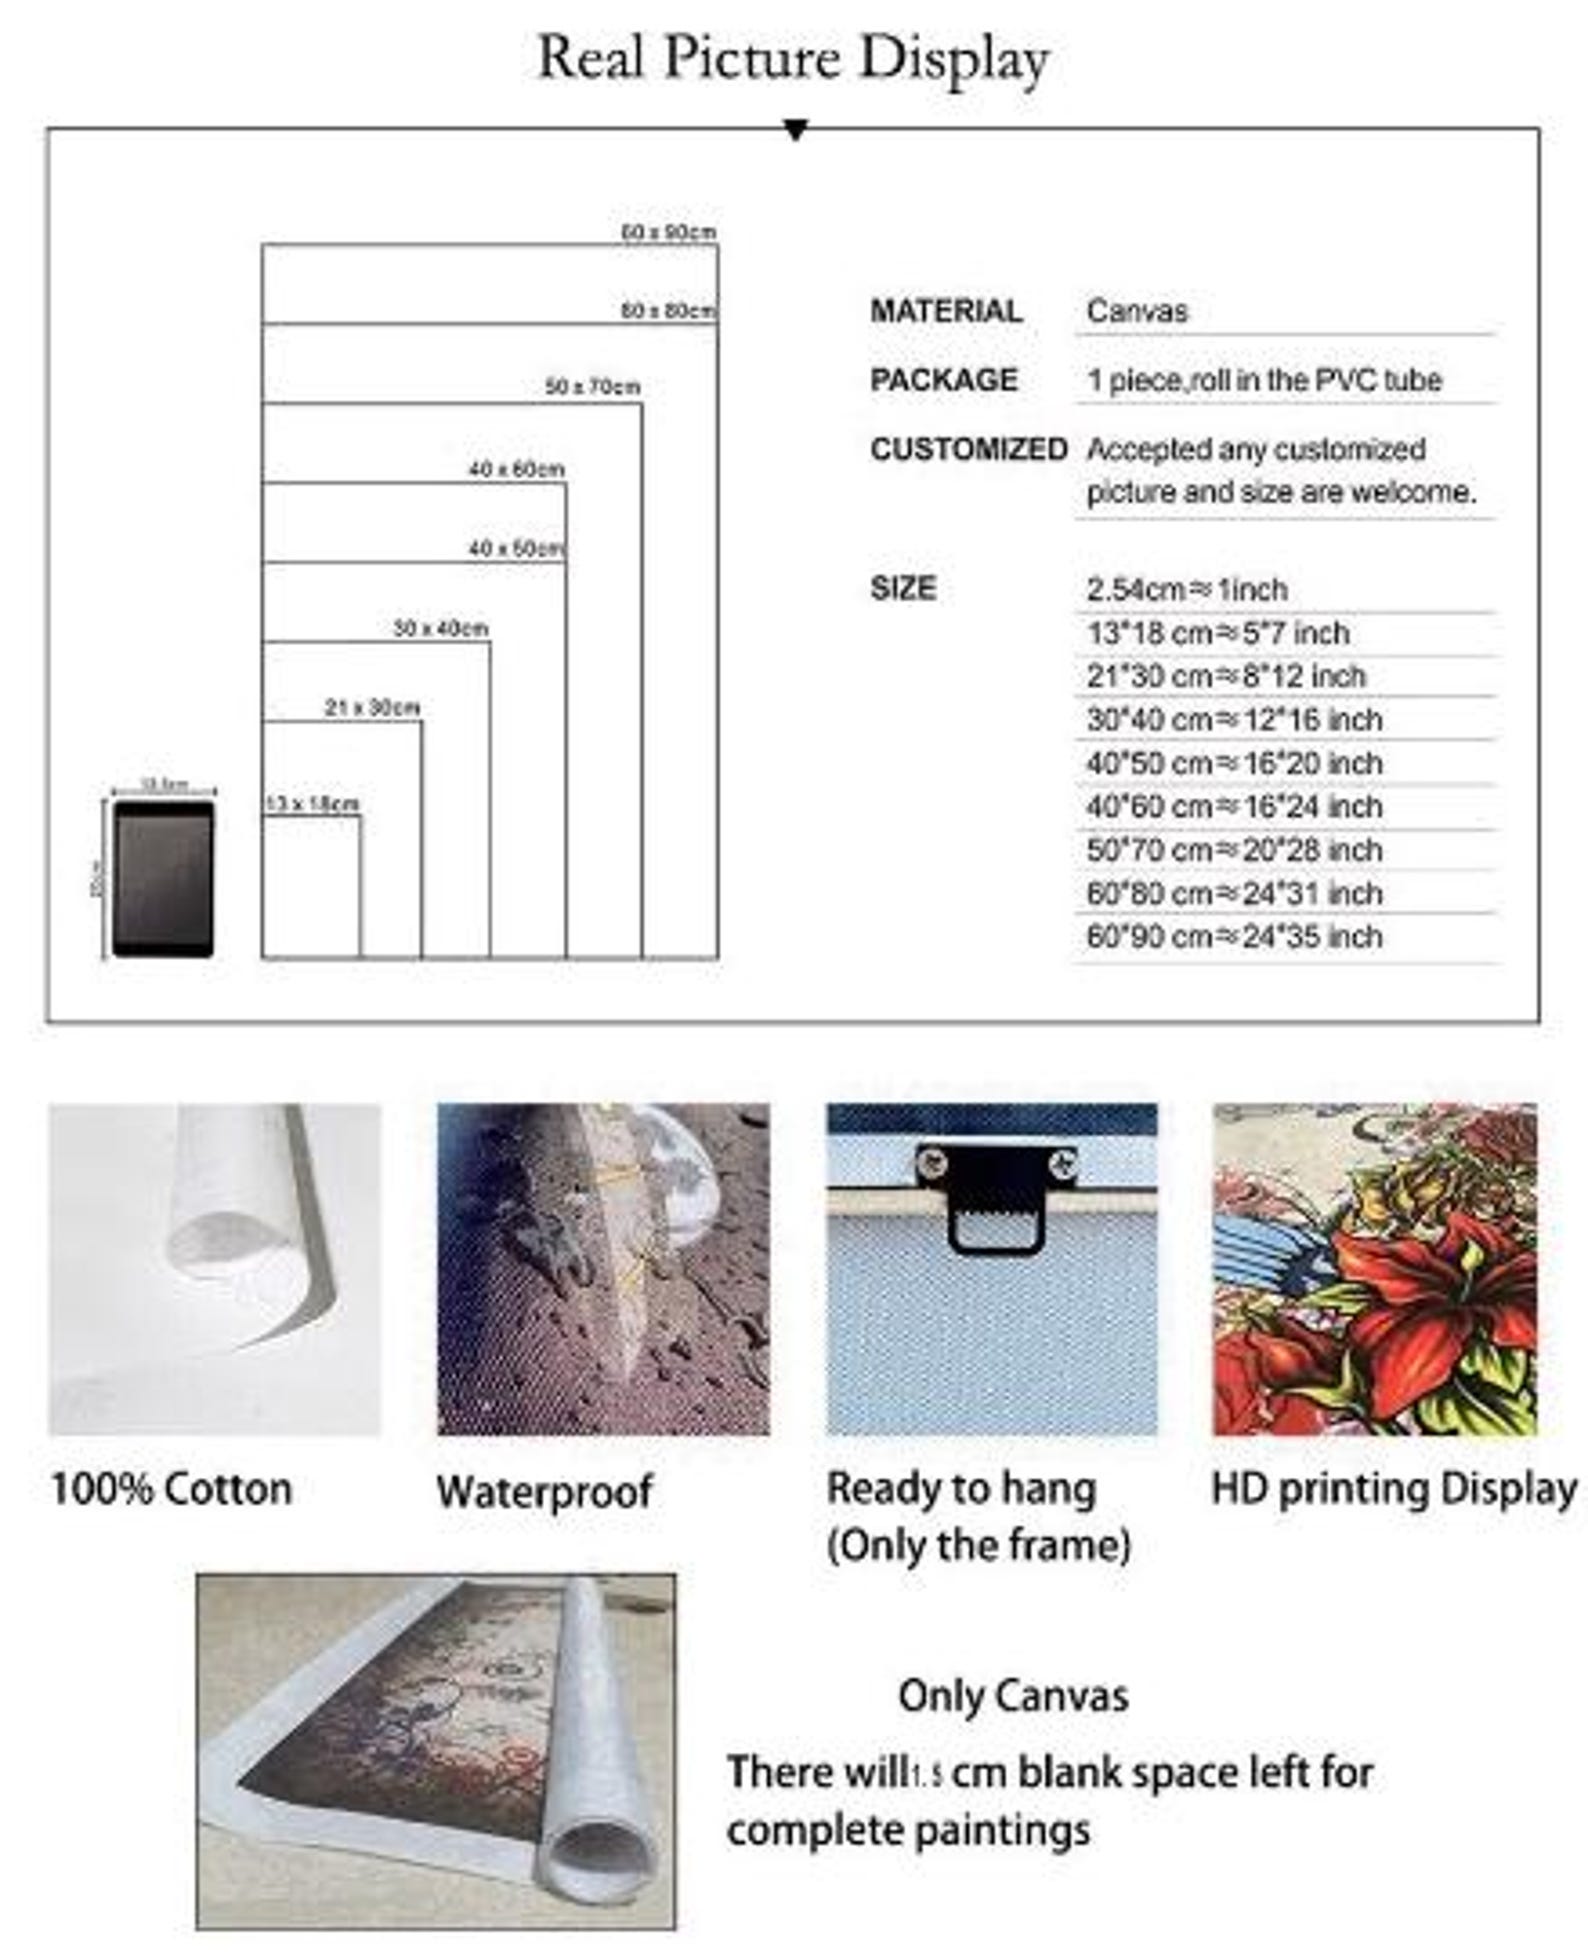 Real Picture Display
60 x 90cm
60 x 80cm
50 x 70cm
40 x 60cm
40 x 50cm
30 x 40cm
21 x 30cm
13 x 18cm
MATERIAL Canvas
PACKAGE 1 piece,roll in the PVC tube
CUSTOMIZED Accepted any customized
picture and size are welcome.
SIZE 2.54cm≈1inch
13*18 cm≈5*7 inch
21*30 cm≈8*12 inch
30*40 cm≈12*16 inch
40*50 cm≈16*20 inch
40*60 cm≈16*24 inch
50*70 cm≈20*28 inch
60*80 cm≈24*31 inch
60*90 cm≈24*35 inch
100% Cotton
Waterproof
Ready to hang
(Only the frame)
HD printing Display
Only Canvas
There will1.5 cm blank space left for
complete paintings